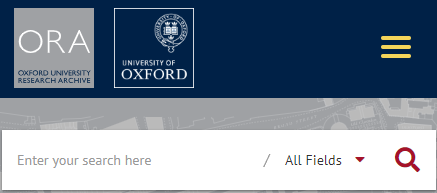 ORA
OXFORD UNIVERSITY
RESEARCH ARCHIVE
UNIVERSITY OF
OXFORD
Enter your search here / All Fields